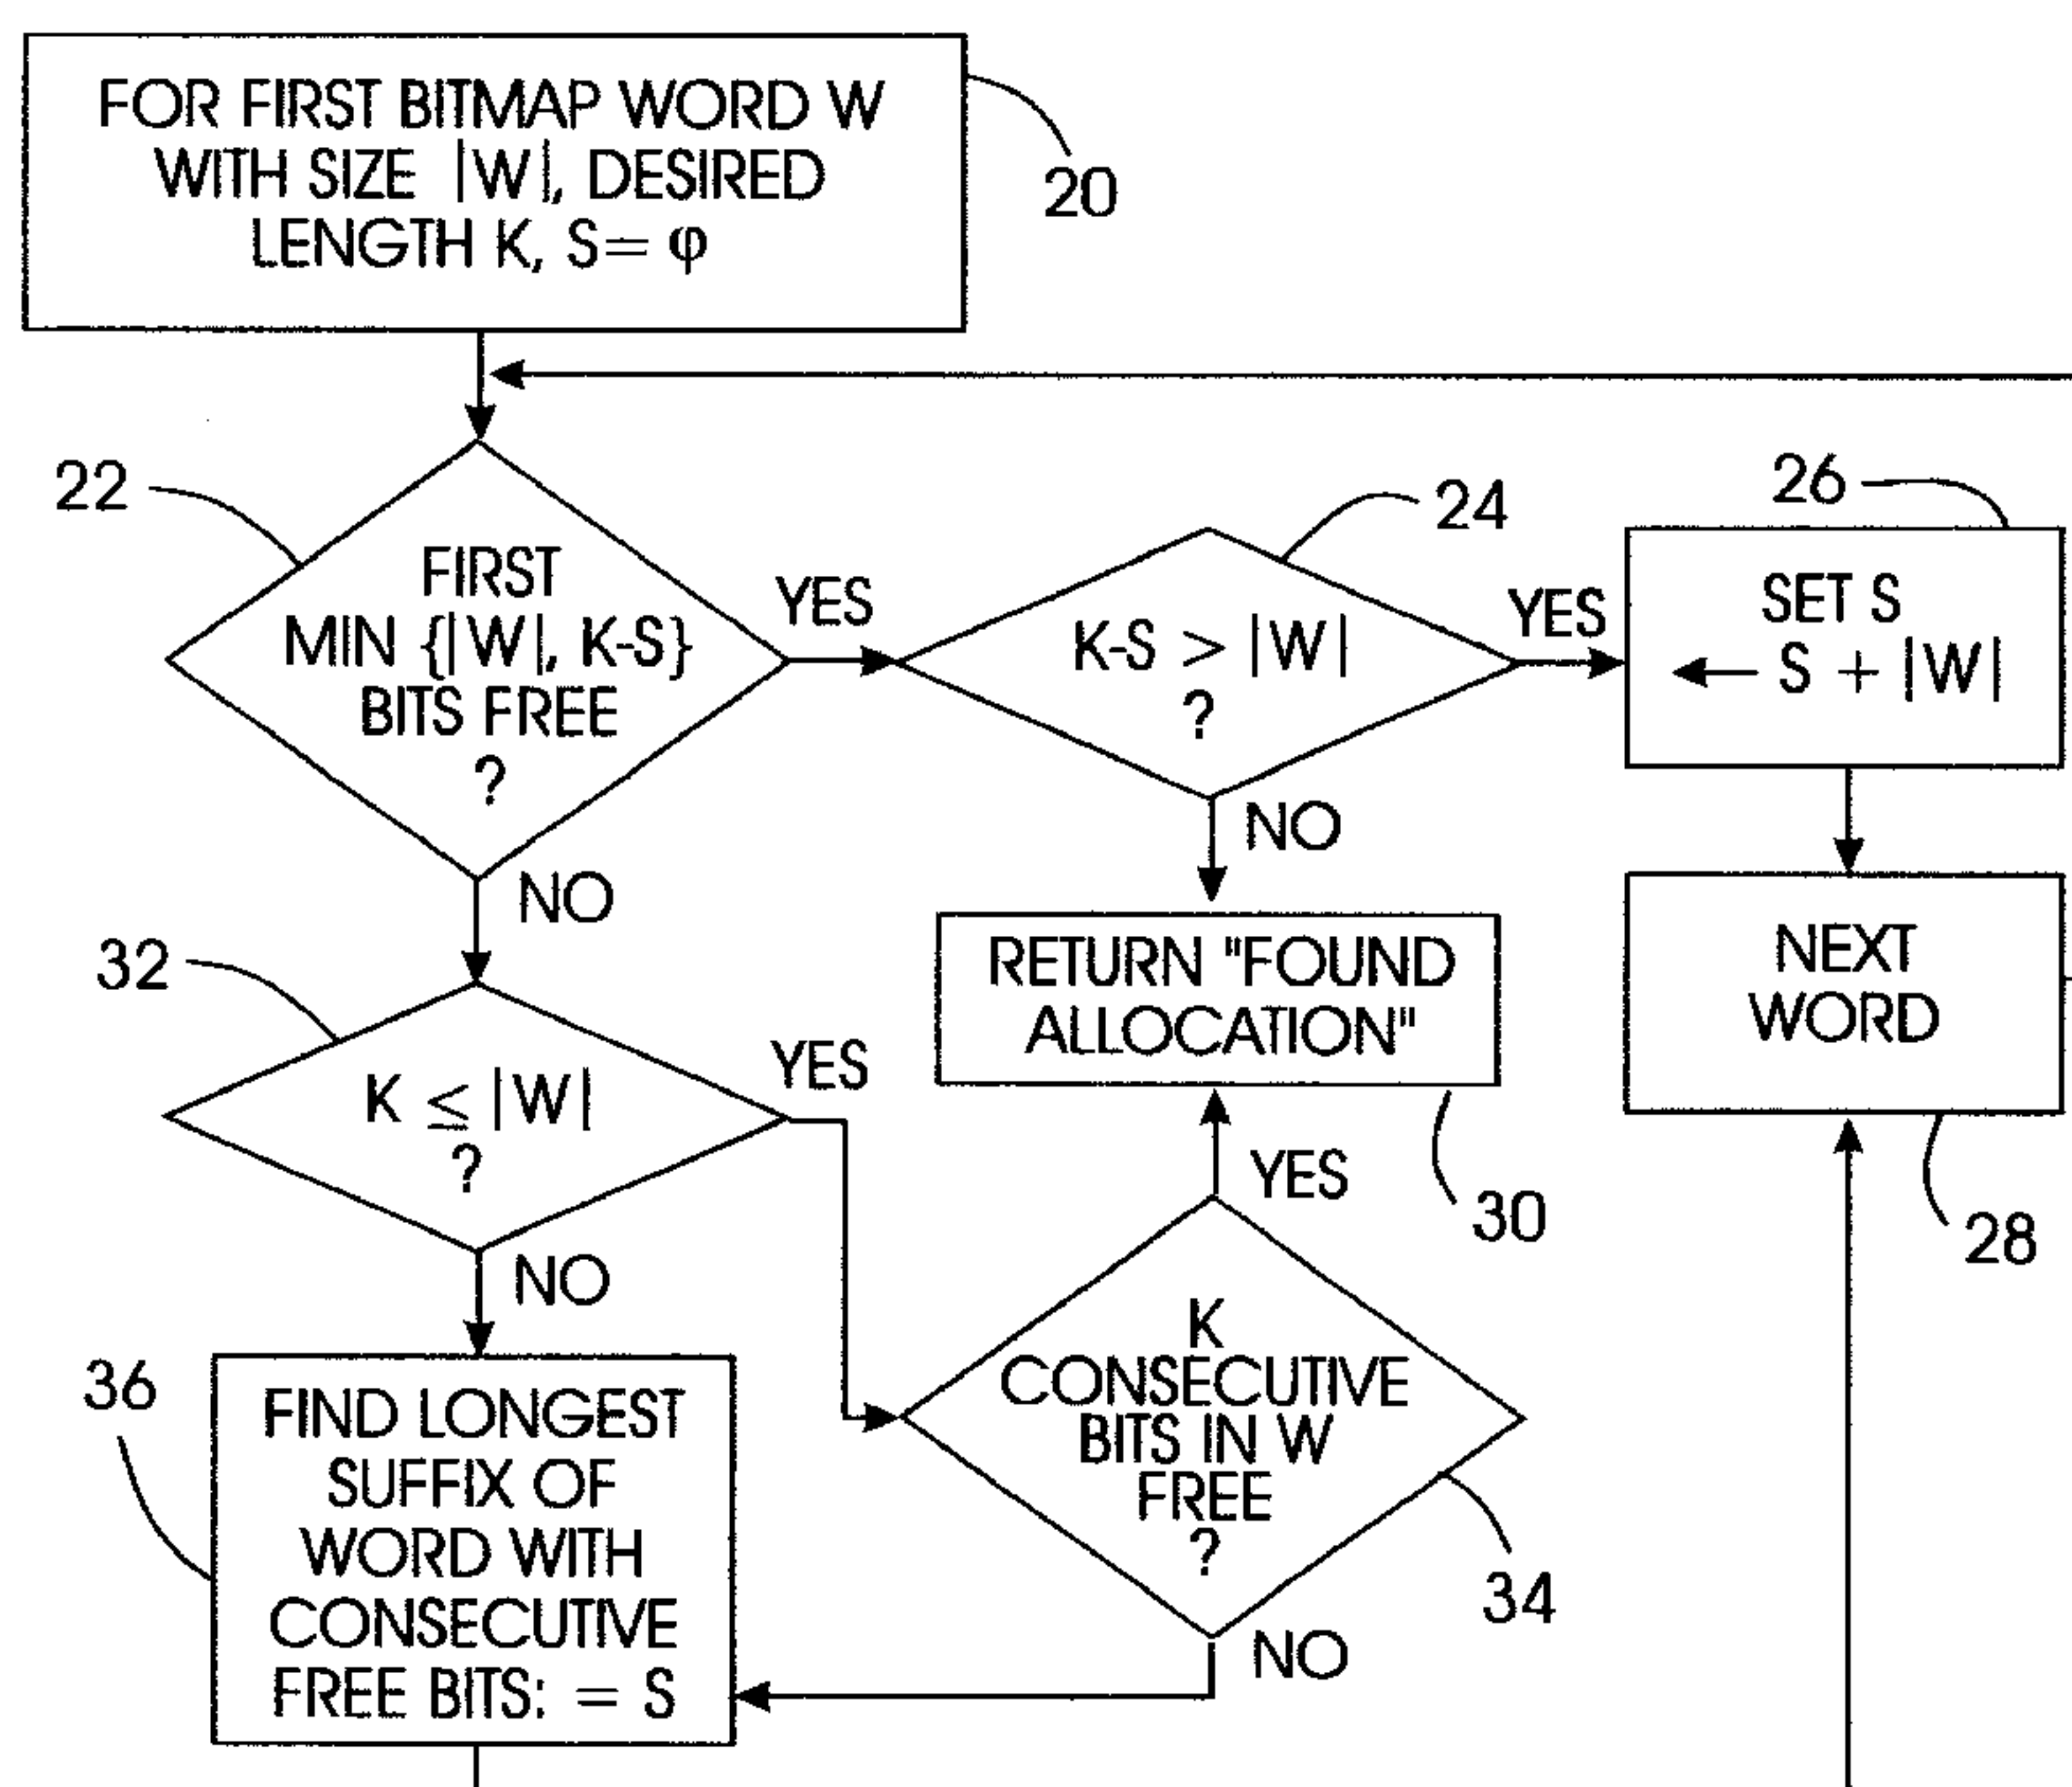 FOR FIRST BITMAP WORD W
WITH SIZE |W|, DESIRED
LENGTH K, S= φ
20
22
FIRST
MIN {|W|, K-S}
BITS FREE
?
YES
NO
24
K-S > |W|
?
YES
NO
26
SET S
← S + |W|
NEXT
WORD
28
RETURN "FOUND
ALLOCATION"
30
32
K ≤ |W|
?
YES
NO
K
CONSECUTIVE
BITS IN W
FREE
?
YES
NO
34
36
FIND LONGEST
SUFFIX OF
WORD WITH
CONSECUTIVE
FREE BITS: = S